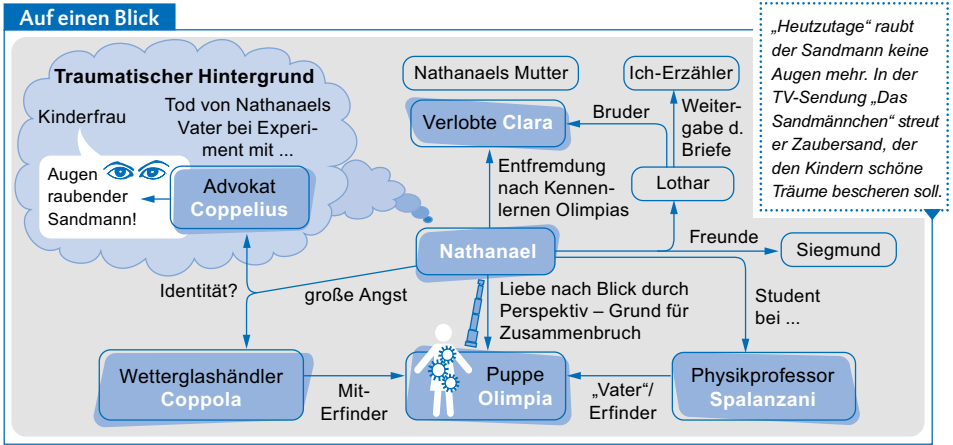 Auf einen Blick
„Heutzutage“ raubt
der Sandmann keine
Augen mehr. In der
TV-Sendung „Das
Sandmännchen“ streut
er Zaubersand, der
den Kindern schöne
Träume bescheren soll.
Traumatischer Hintergrund
Kinderfrau
Tod von Nathanaels
Vater bei Experi-
ment mit ...
Augen
raubender
Sandmann!
Advokat
Coppelius
Nathanaels Mutter
Ich-Erzähler
Verlobte Clara
Bruder
Weiter-
gabe d.
Briefe
Entfremdung
nach Kennen-
lernen Olimpias
Lothar
Nathanael
Freunde
Siegmund
Identität?
große Angst
Liebe nach Blick durch
Perspektiv – Grund für
Zusammenbruch
Student
bei ...
Wetterglashändler
Coppola
Mit-
Erfinder
Puppe
Olimpia
„Vater“/
Erfinder
Physikprofessor
Spalanzani